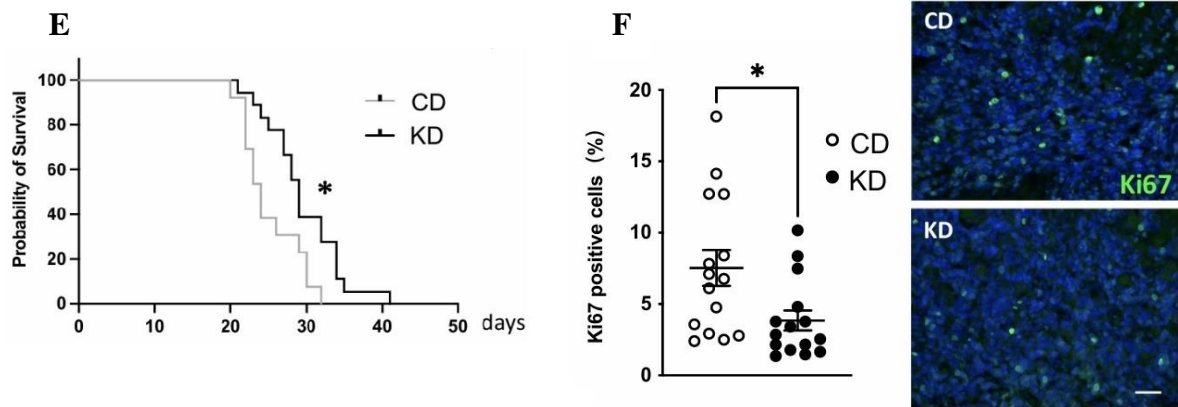 E
Probability of Survival
100
80
60
40
20
0
0 10 20 30 40 50 days
CD
KD
*
F
Ki67 positive cells (%)
20
15
10
5
0
*
CD
KD
CD
Ki67
KD